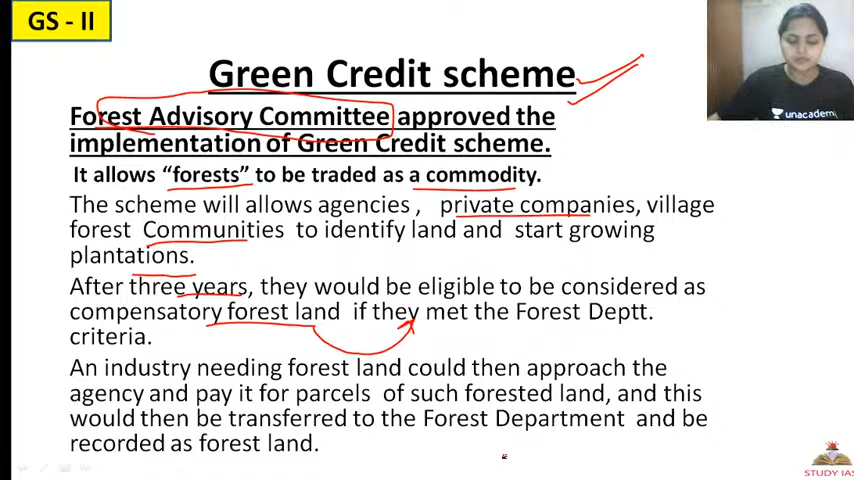 GS - II
Green Credit scheme
Forest Advisory Committee approved the
implementation of Green Credit scheme.
It allows “forests” to be traded as a commodity.
The scheme will allows agencies , private companies, village
forest Communities to identify land and start growing
plantations.
After three years, they would be eligible to be considered as
compensatory forest land if they met the Forest Deptt.
criteria.
An industry needing forest land could then approach the
agency and pay it for parcels of such forested land, and this
would then be transferred to the Forest Department and be
recorded as forest land.
unacademy
STUDY IAS